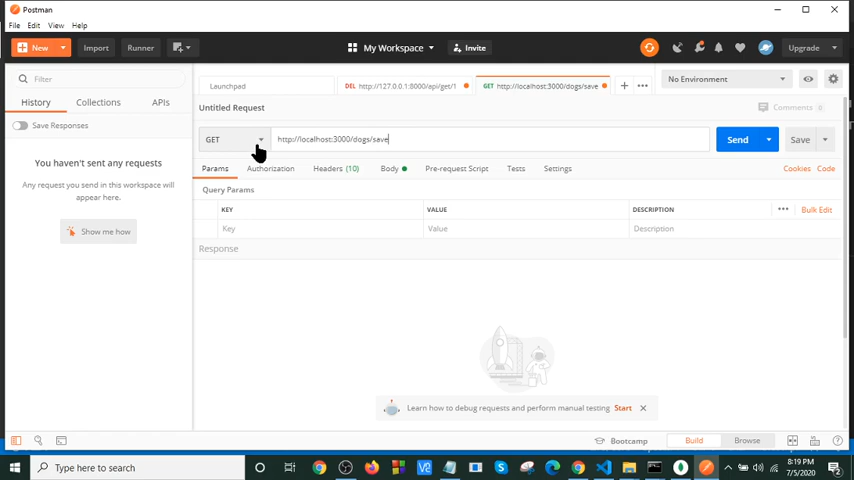 Postman
File Edit View Help
New Import Runner My Workspace Invite Upgrade
Filter
Launchpad DEL http://127.0.0.1:8000/api/get/1 GET http://localhost:3000/dogs/save + ••• No Environment
History Collections APIs
Untitled Request Comments 0
Save Responses
GET http://localhost:3000/dogs/save Send Save
You haven't sent any requests
Any request you send in this workspace will
appear here.
Show me how
Params Authorization Headers (10) Body Pre-request Script Tests Settings Cookies Code
Query Params
KEY VALUE DESCRIPTION ••• Bulk Edit
Key Value Description
Response
Learn how to debug requests and perform manual testing Start
Bootcamp Build Browse
Type here to search
8:19 PM
7/5/2020
2